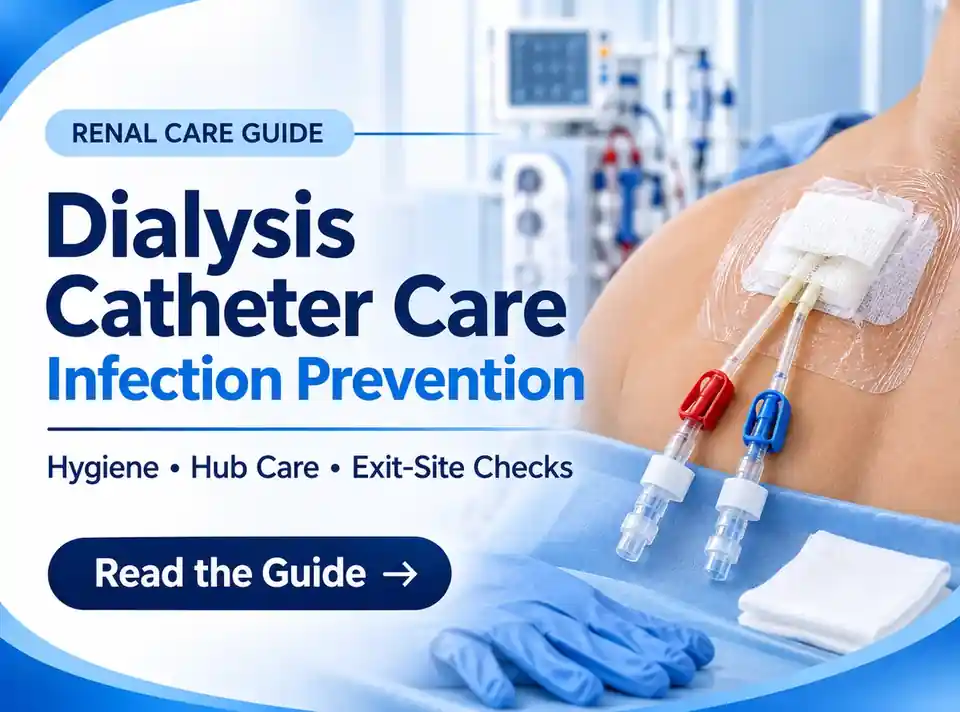 RENAL CARE GUIDE
Dialysis
Catheter Care
Infection Prevention
Hygiene • Hub Care • Exit-Site Checks
Read the Guide →